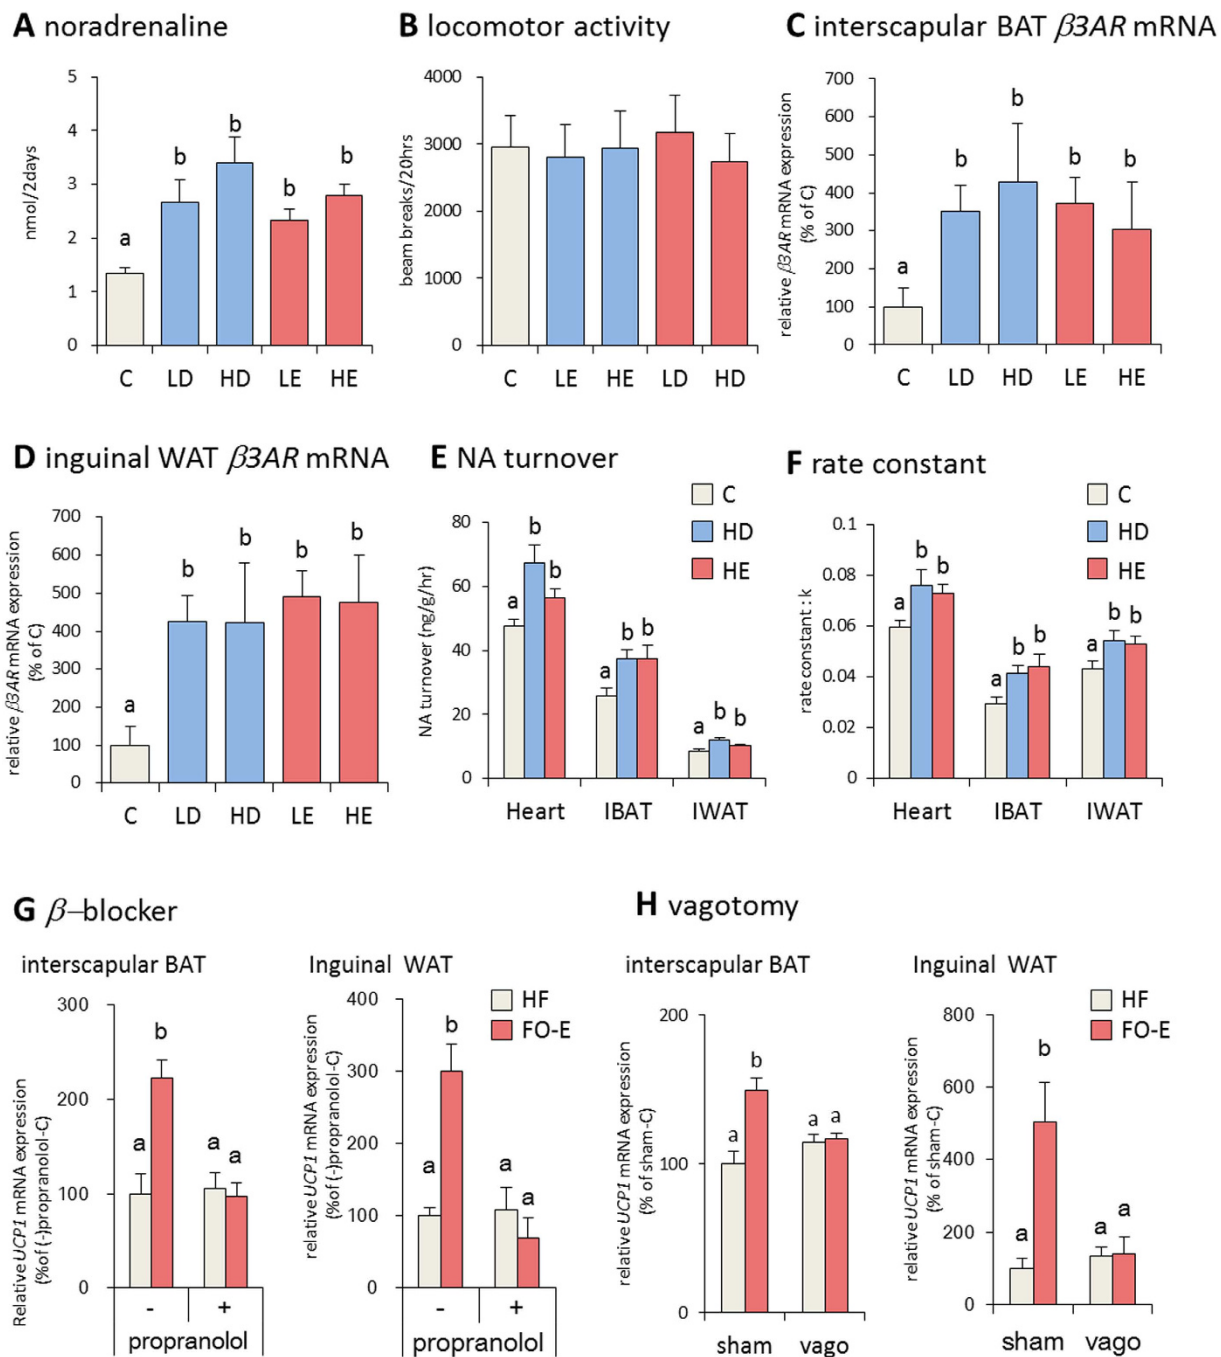 A noradrenaline
nmol/2days
5
4
3
2
1
0
a
b
b
b
b
C LD HD LE HE
B locomotor activity
beam breaks/20hrs
4000
3000
2000
1000
0
C LE HE LD HD
C interscapular BAT β3AR mRNA
relative β3AR mRNA expression
(% of C)
700
600
500
400
300
200
100
0
a
b
b
b
b
C LD HD LE HE
D inguinal WAT β3AR mRNA
relative β3AR mRNA expression
(% of C)
700
600
500
400
300
200
100
0
a
b
b
b
b
C LD HD LE HE
E NA turnover
C
HD
HE
NA turnover (ng/g/hr)
80
60
40
20
0
a b b
a b b
a b b
Heart IBAT IWAT
F rate constant
C
HD
HE
rate constant : k
0.1
0.08
0.06
0.04
0.02
0
a b b
a b b
a b b
Heart IBAT IWAT
G β–blocker
interscapular BAT
Relative UCP1 mRNA expression
(%of (-)propranolol-C)
300
200
100
0
a b
a a
- +
propranolol
Inguinal WAT
HF
FO-E
relative UCP1 mRNA expression
(%of (-)propranolol-C)
400
300
200
100
0
a b
a a
- +
propranolol
H vagotomy
interscapular BAT
relative UCP1 mRNA expression
(% of sham-C)
200
100
0
a b
a a
sham vago
Inguinal WAT
HF
FO-E
relative UCP1 mRNA expression
(% of sham-C)
800
600
400
200
0
a b
a a
sham vago